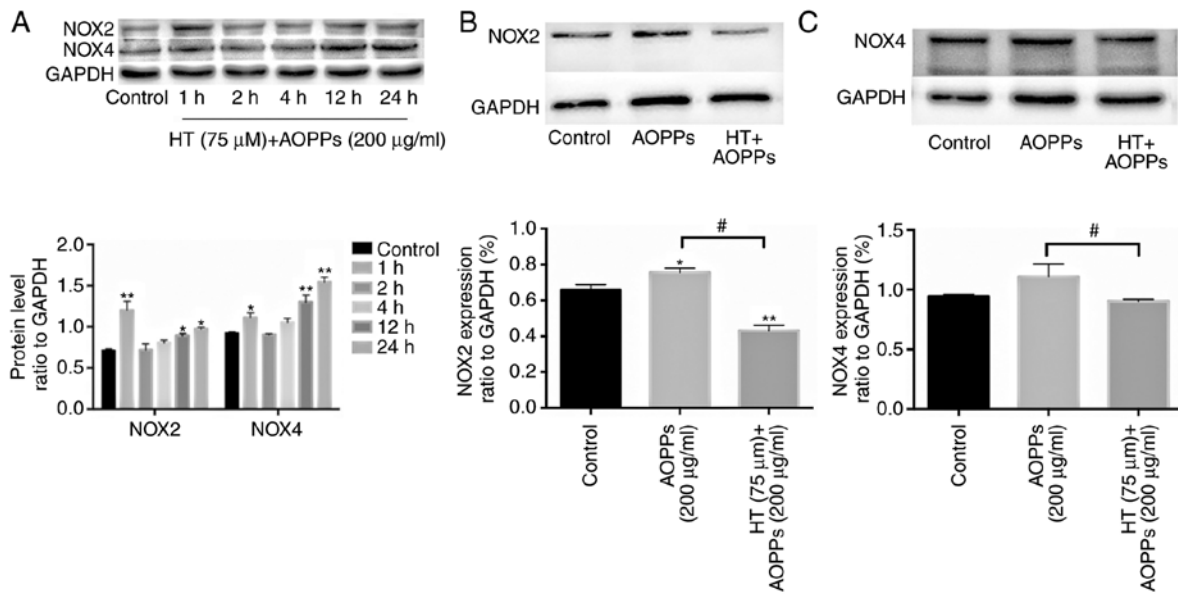 A
NOX2
NOX4
GAPDH
Control 1 h 2 h 4 h 12 h 24 h
HT (75 μM)+AOPPs (200 μg/ml)
Protein level
ratio to GAPDH
2.0
1.5
1.0
0.5
0.0
** * * * ** **
NOX2 NOX4
Control
1 h
2 h
4 h
12 h
24 h
B
NOX2
GAPDH
Control AOPPs HT+
AOPPs
NOX2 expression
ratio to GAPDH (%)
1.0
0.8
0.6
0.4
0.2
0.0
#
*
**
Control
AOPPs
(200 μg/ml)
HT (75 μm)+
AOPPs (200 μg/ml)
C
NOX4
GAPDH
Control AOPPs HT+
AOPPs
NOX4 expression
ratio to GAPDH (%)
1.5
1.0
0.5
0.0
#
Control
AOPPs
(200 μg/ml)
HT (75 μm)+
AOPPs (200 μg/ml)